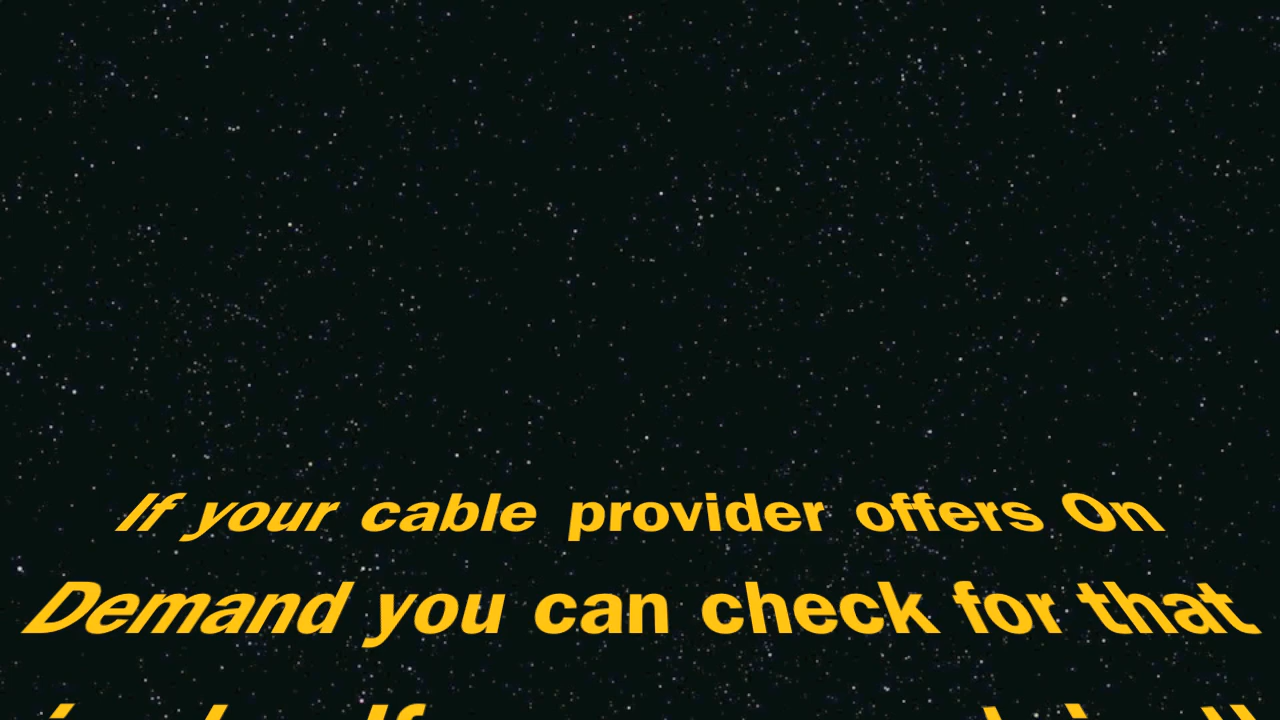 If your cable provider offers On
Demand you can check for that